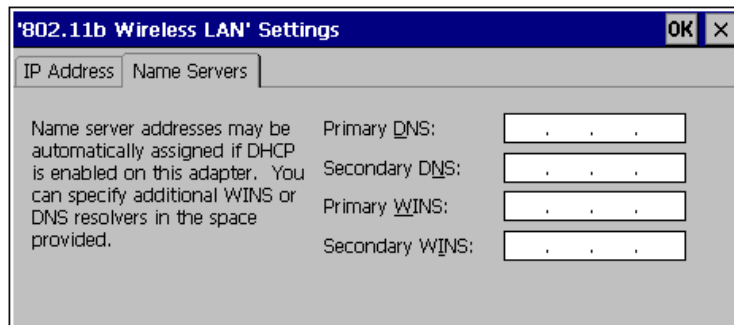 '802.11b Wireless LAN' Settings OK ×
IP Address Name Servers
Name server addresses may be
automatically assigned if DHCP
is enabled on this adapter. You
can specify additional WINS or
DNS resolvers in the space
provided.
Primary DNS: . . .
Secondary DNS: . . .
Primary WINS: . . .
Secondary WINS: . . .